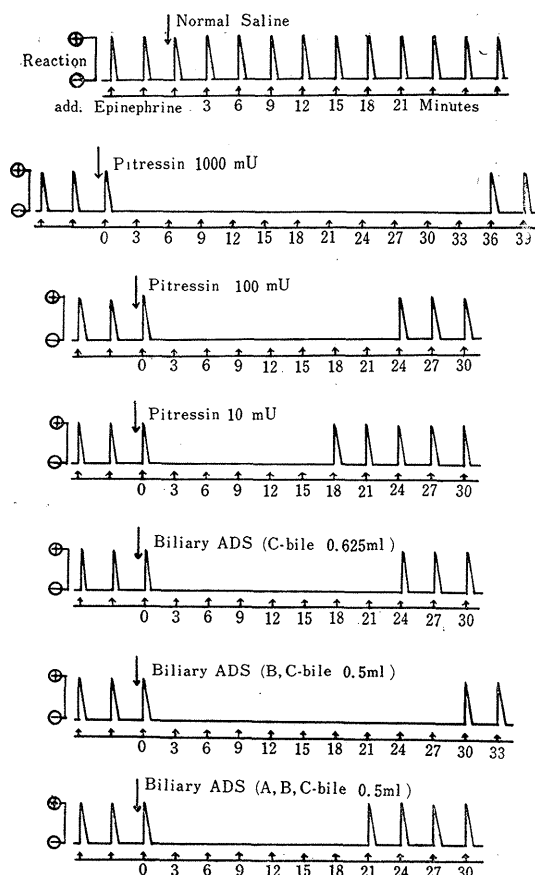 Normal Saline
⊕
Reaction
⊖
add. Epinephrine 3 6 9 12 15 18 21 Minutes
Pitressin 1000 mU
⊕
⊖
0 3 6 9 12 15 18 21 24 27 30 33 36 39
Pitressin 100 mU
⊕
⊖
0 3 6 9 12 15 18 21 24 27 30
Pitressin 10 mU
⊕
⊖
0 3 6 9 12 15 18 21 24 27 30
Biliary ADS (C-bile 0.625ml)
⊕
⊖
0 3 6 9 12 15 18 21 24 27 30
Biliary ADS (B, C-bile 0.5ml)
⊕
⊖
0 3 6 9 12 15 18 21 24 27 30 33
Biliary ADS (A, B, C-bile 0.5ml)
⊕
⊖
0 3 6 9 12 15 18 21 24 27 30